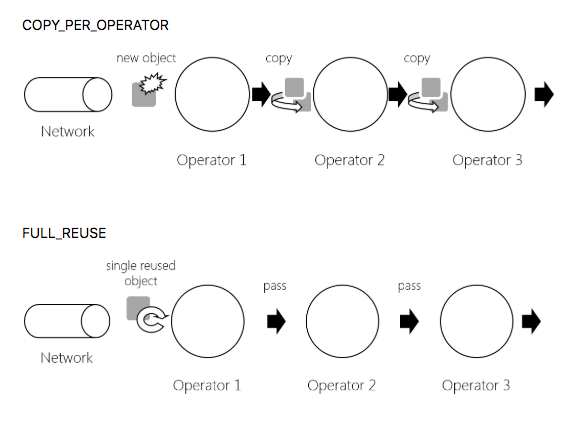 COPY_PER_OPERATOR
new object
copy
copy
Network
Operator 1
Operator 2
Operator 3
FULL_REUSE
single reused
object
pass
pass
Network
Operator 1
Operator 2
Operator 3